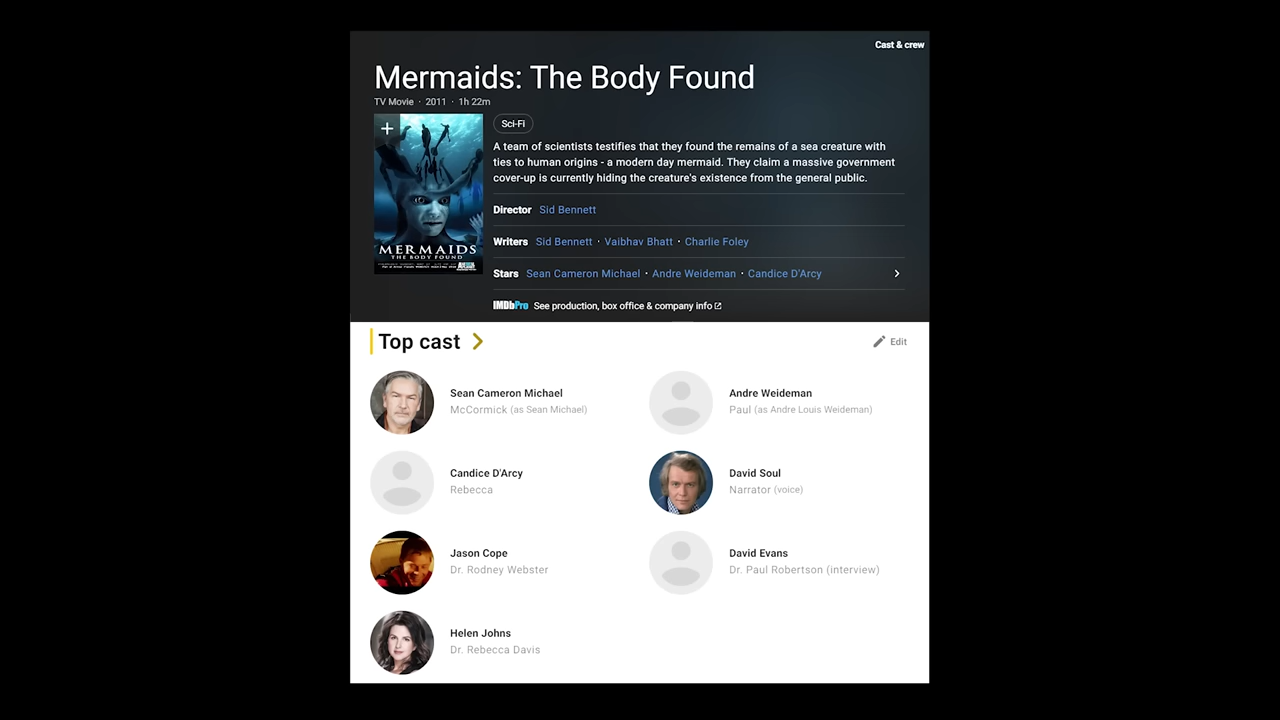 Cast & crew
Mermaids: The Body Found
TV Movie · 2011 · 1h 22m
+
Sci-Fi
A team of scientists testifies that they found the remains of a sea creature with
ties to human origins - a modern day mermaid. They claim a massive government
cover-up is currently hiding the creature's existence from the general public.
Director Sid Bennett
Writers Sid Bennett · Vaibhav Bhatt · Charlie Foley
Stars Sean Cameron Michael · Andre Weideman · Candice D'Arcy
MERMAIDS
THE BODY FOUND
IMDbPro See production, box office & company info
Top cast
Edit
Sean Cameron Michael
McCormick (as Sean Michael)
Andre Weideman
Paul (as Andre Louis Weideman)
Candice D'Arcy
Rebecca
David Soul
Narrator (voice)
Jason Cope
Dr. Rodney Webster
David Evans
Dr. Paul Robertson (interview)
Helen Johns
Dr. Rebecca Davis